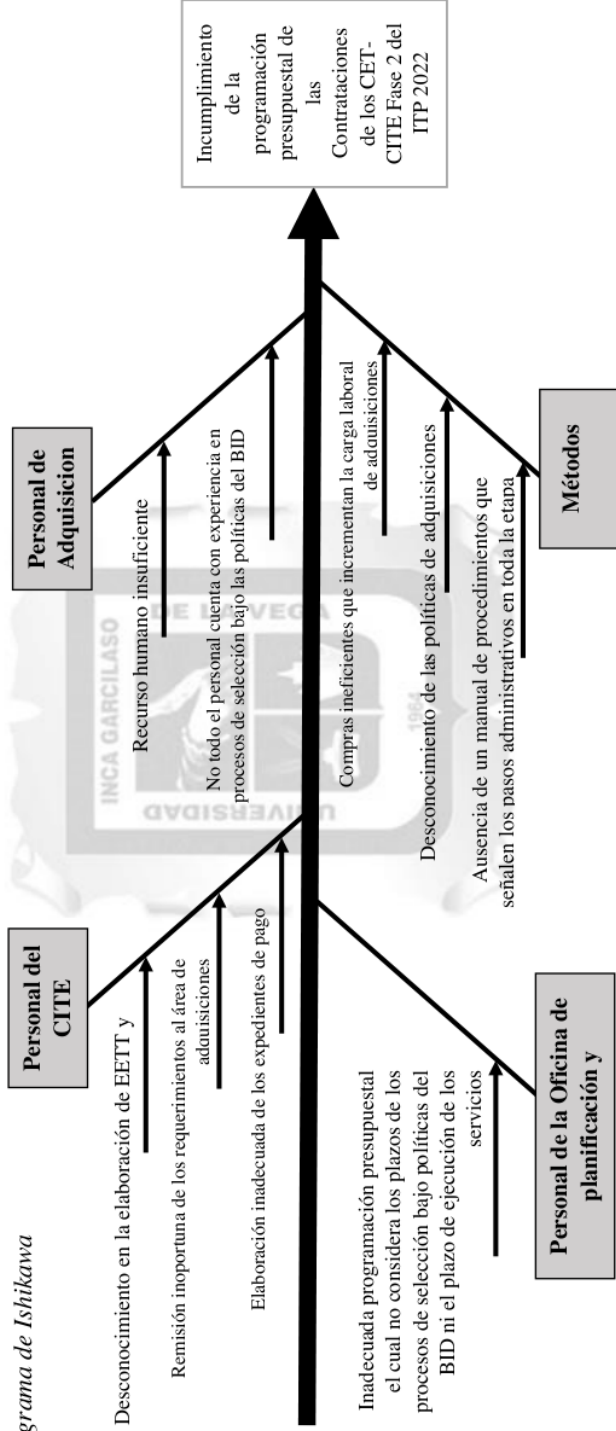 grama de Ishikawa
Personal del
CITE
Desconocimiento en la elaboración de EETT y
Remisión inoportuna de los requerimientos al área de
adquisiciones
Elaboración inadecuada de los expedientes de pago
Personal de
Adquisicion
Recurso humano insuficiente
No todo el personal cuenta con experiencia en
procesos de selección bajo las políticas del BID
Inadecuada programación presupuestal
el cual no considera los plazos de los
procesos de selección bajo políticas del
BID ni el plazo de ejecución de los
servicios
Personal de la Oficina de
planificación y
Compras ineficientes que incrementan la carga laboral
de adquisiciones
Desconocimiento de las políticas de adquisiciones
Ausencia de un manual de procedimientos que
señalen los pasos administrativos en toda la etapa
Métodos
Incumplimiento
de la
programación
presupuestal de
las
Contrataciones
de los CET-
CITE Fase 2 del
ITP 2022
UNIVERSIDAD
INCA GARCILASO
DE LA VEGA
1964